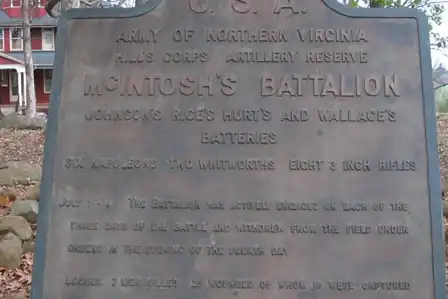 C. S. A.
ARMY OF NORTHERN VIRGINIA
HILL'S CORPS ARTILLERY RESERVE
McINTOSH'S BATTALION
JOHNSON'S RICE'S HURT'S AND WALLACE'S
BATTERIES
SIX NAPOLEONS TWO WHITWORTHS EIGHT 3 INCH RIFLES
JULY 1-4 THE BATTALION WAS ACTIVELY ENGAGED ON EACH OF THE
THREE DAYS OF THE BATTLE AND WITHDREW FROM THE FIELD UNDER
ORDERS IN THE EVENING OF THE FOURTH DAY
LOSSES 7 MEN KILLED 25 WOUNDED OF WHOM 16 WERE CAPTURED